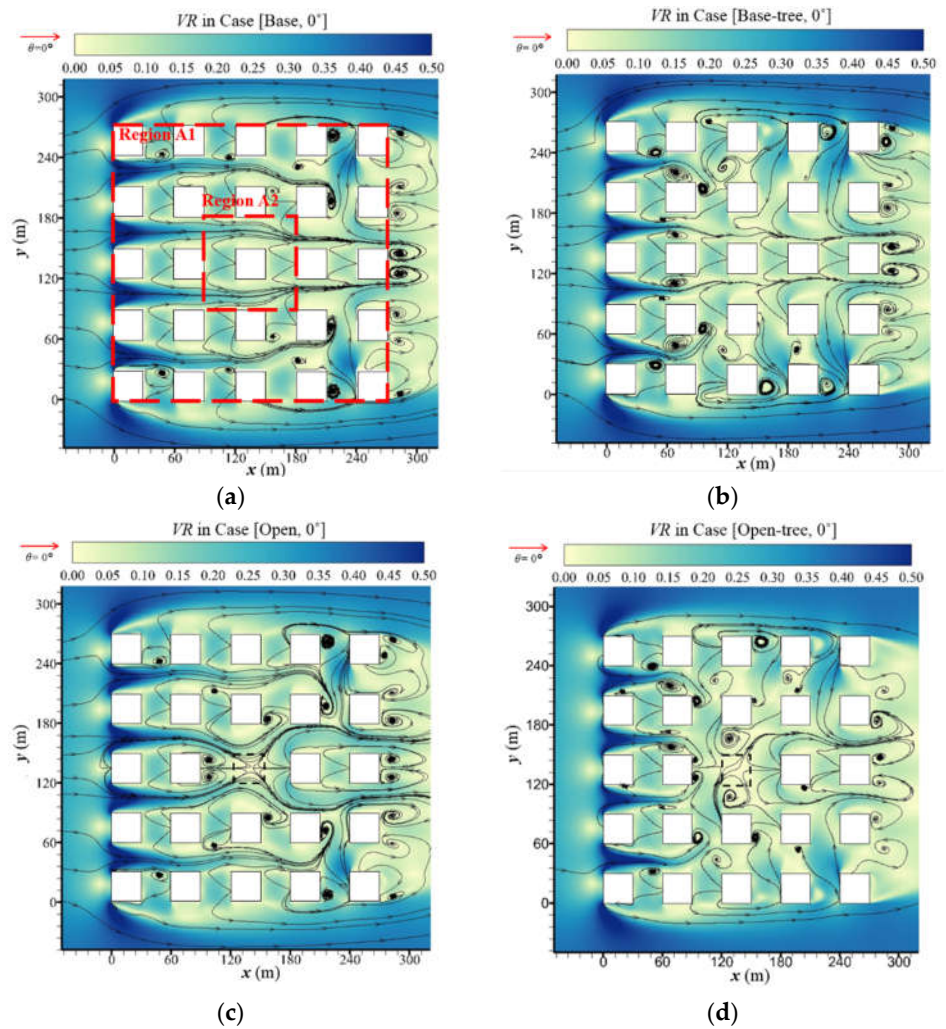 VR in Case [Base, 0°]
θ=0°
0.00 0.05 0.10 0.15 0.20 0.25 0.30 0.35 0.40 0.45 0.50
300
240
180
120
60
0
y (m)
Region A1
Region A2
0 60 120 180 240 300
x (m)
(a)
VR in Case [Base-tree, 0°]
θ=0°
0.00 0.05 0.10 0.15 0.20 0.25 0.30 0.35 0.40 0.45 0.50
300
240
180
120
60
0
y (m)
0 60 120 180 240 300
x (m)
(b)
VR in Case [Open, 0°]
θ= 0°
0.00 0.05 0.10 0.15 0.20 0.25 0.30 0.35 0.40 0.45 0.50
300
240
180
120
60
0
y (m)
0 60 120 180 240 300
x (m)
(c)
VR in Case [Open-tree, 0°]
θ= 0°
0.00 0.05 0.10 0.15 0.20 0.25 0.30 0.35 0.40 0.45 0.50
300
240
180
120
60
0
y (m)
0 60 120 180 240 300
x (m)
(d)